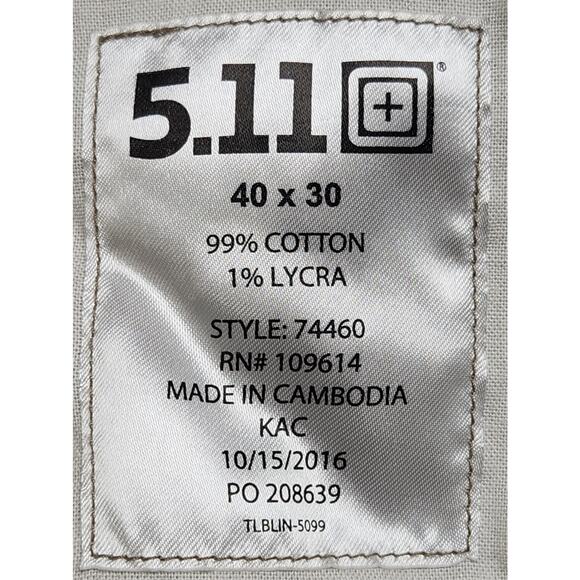 5.11®
40 x 30
99% COTTON
1% LYCRA
STYLE: 74460
RN# 109614
MADE IN CAMBODIA
KAC
10/15/2016
PO 208639
TLBLIN-5099